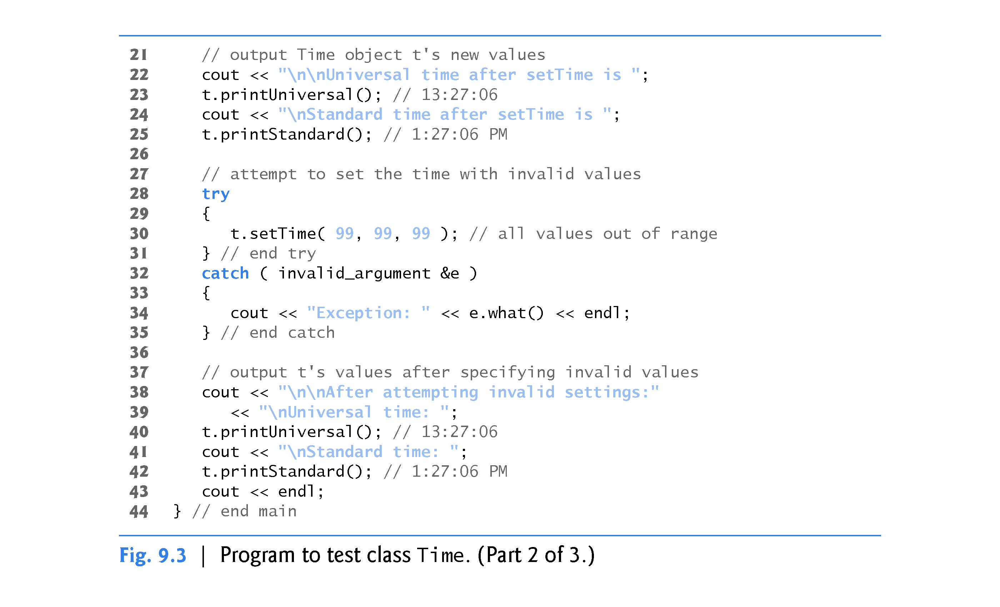 21 // output Time object t's new values
22 cout << "\n\nUniversal time after setTime is ";
23 t.printUniversal(); // 13:27:06
24 cout << "\nStandard time after setTime is ";
25 t.printStandard(); // 1:27:06 PM
26
27 // attempt to set the time with invalid values
28 try
29 {
30 t.setTime( 99, 99, 99 ); // all values out of range
31 } // end try
32 catch ( invalid_argument &e )
33 {
34 cout << "Exception: " << e.what() << endl;
35 } // end catch
36
37 // output t's values after specifying invalid values
38 cout << "\n\nAfter attempting invalid settings:"
39 << "\nUniversal time: ";
40 t.printUniversal(); // 13:27:06
41 cout << "\nStandard time: ";
42 t.printStandard(); // 1:27:06 PM
43 cout << endl;
44 } // end main
Fig. 9.3 | Program to test class Time. (Part 2 of 3.)